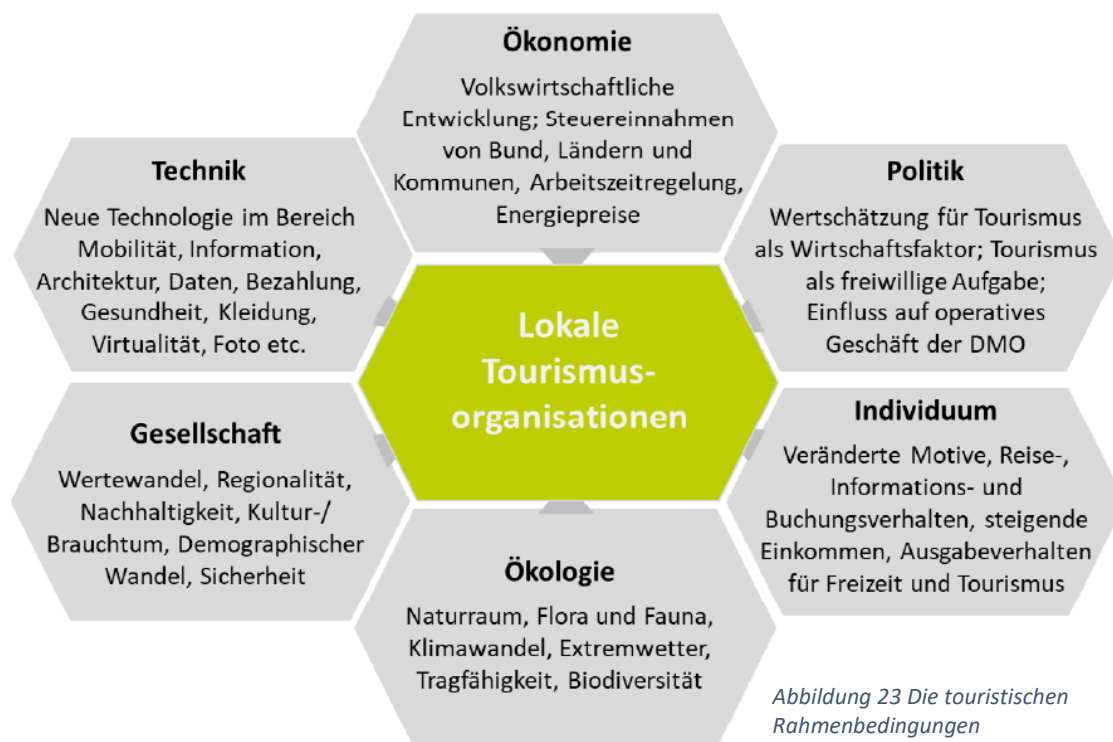 Ökonomie
Volkswirtschaftliche
Entwicklung; Steuereinnahmen
von Bund, Ländern und
Kommunen, Arbeitszeitregelung,
Energiepreise
Technik
Neue Technologie im Bereich
Mobilität, Information,
Architektur, Daten, Bezahlung,
Gesundheit, Kleidung,
Virtualität, Foto etc.
Politik
Wertschätzung für Tourismus
als Wirtschaftsfaktor; Tourismus
als freiwillige Aufgabe;
Einfluss auf operatives
Geschäft der DMO
Lokale
Tourismus-
organisationen
Gesellschaft
Wertewandel, Regionalität,
Nachhaltigkeit, Kultur-/
Brauchtum, Demographischer
Wandel, Sicherheit
Individuum
Veränderte Motive, Reise-,
Informations- und
Buchungsverhalten, steigende
Einkommen, Ausgabeverhalten
für Freizeit und Tourismus
Ökologie
Naturraum, Flora und Fauna,
Klimawandel, Extremwetter,
Tragfähigkeit, Biodiversität
Abbildung 23 Die touristischen
Rahmenbedingungen